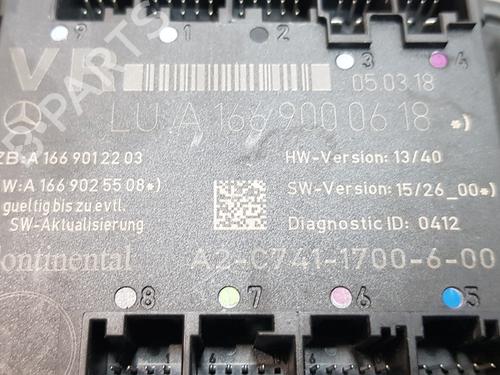 9 1 2 3 4
05.03.18
LU A 166 900 06 18 *)
ZB:A 166 901 22 03
HW-Version: 13/40
W:A 166 902 55 08*)
SW-Version: 15/26_00*)
gueltig bis zu evtl.
SW-Aktualisierung
Diagnostic ID: 0412
ontinental
A2-C741-1700-6-00
8 7 6 5